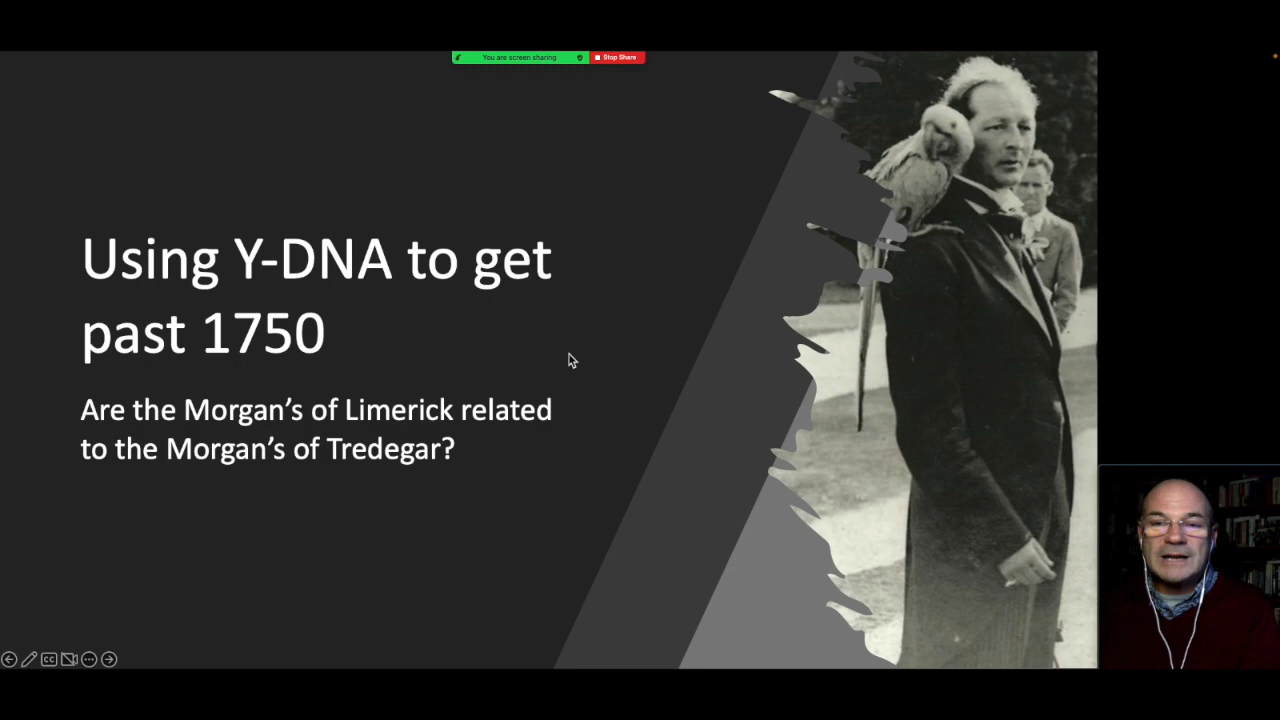 You are screen sharing
Stop Share
Using Y-DNA to get
past 1750
Are the Morgan's of Limerick related
to the Morgan's of Tredegar?
CC